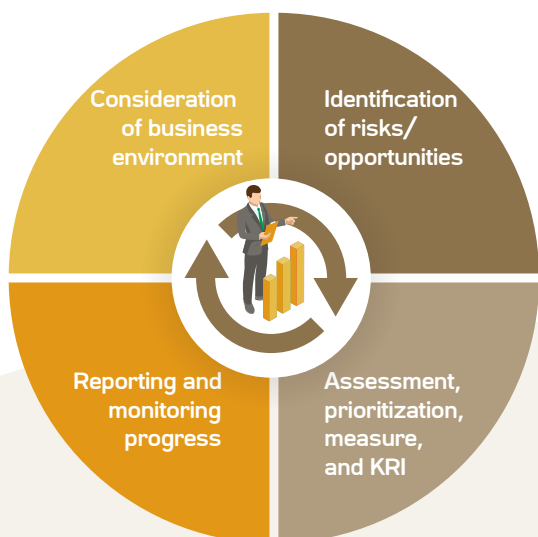 Consideration
of business
environment
Identification
of risks/
opportunities
Reporting and
monitoring
progress
Assessment,
prioritization,
measure,
and KRI